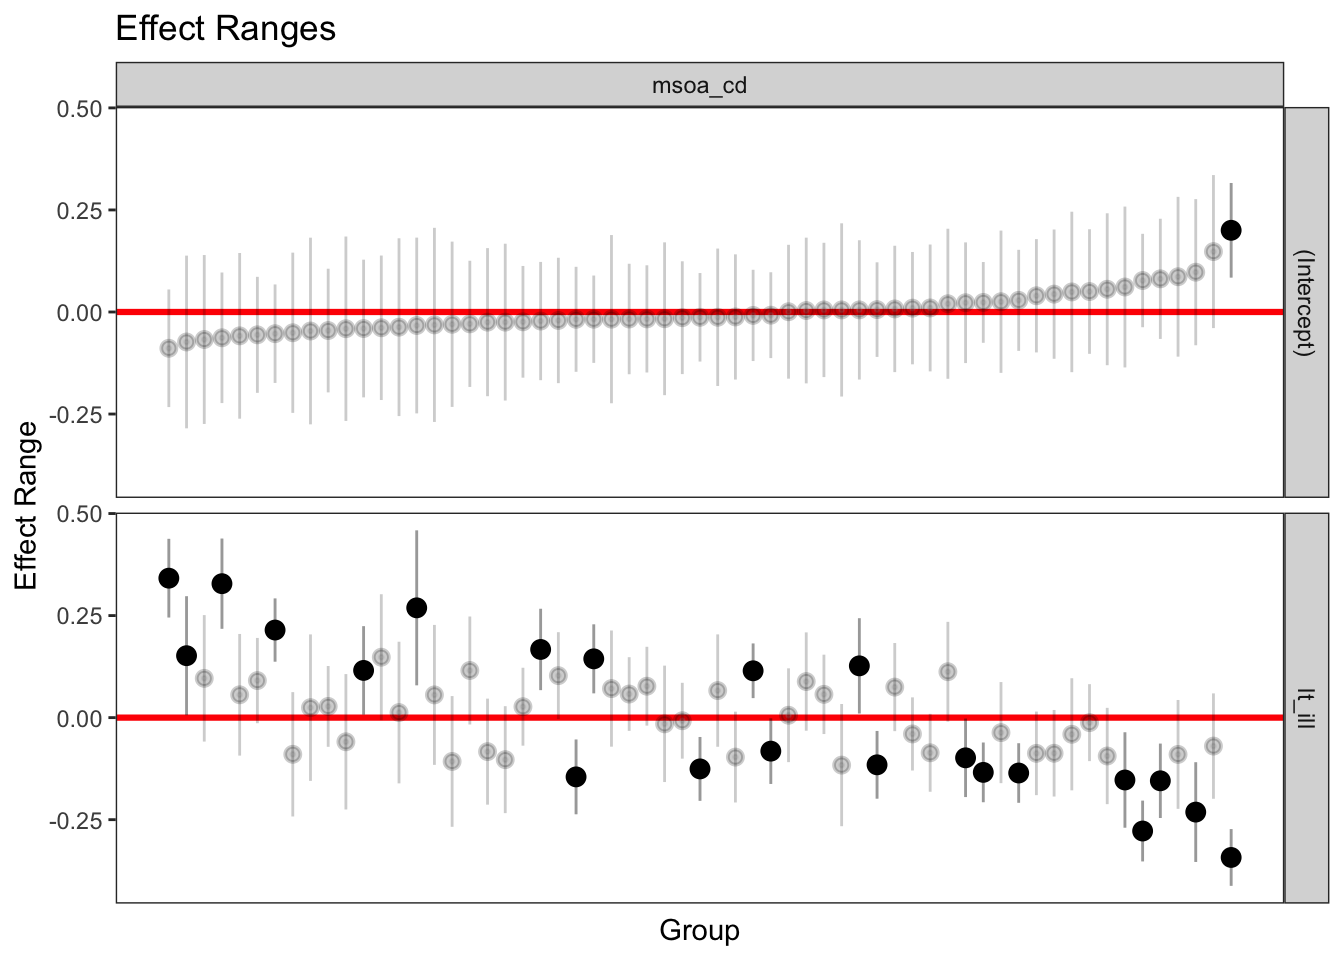 Effect Ranges
msoa_cd
0.50
0.25
0.00
-0.25
(Intercept)
Effect Range
0.50
0.25
0.00
-0.25
lt_ill
Group